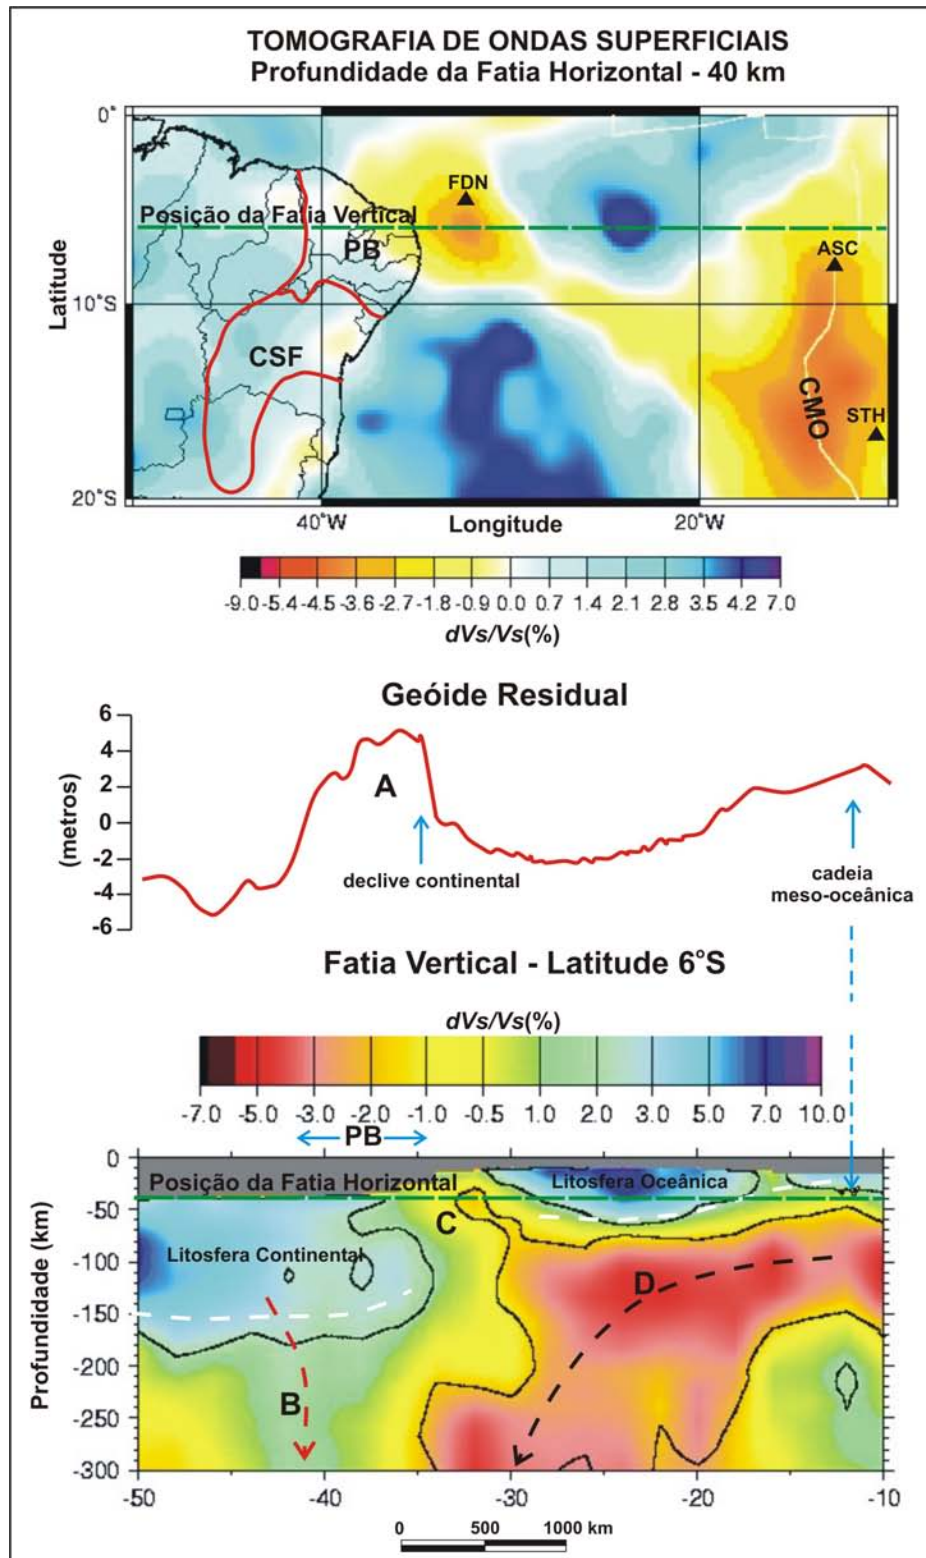 TOMOGRAFIA DE ONDAS SUPERFICIAIS
Profundidade da Fatia Horizontal - 40 km
0°
FDN
Posição da Fatia Vertical
PB
ASC
Latitude
10°S
CSF
CMO
STH
20°S
40°W
Longitude
20°W
-9.0 -5.4 -4.5 -3.6 -2.7 -1.8 -0.9 0.0 0.7 1.4 2.1 2.8 3.5 4.2 7.0
dVs/Vs(%)
Geóide Residual
6
4
2
0
-2
-4
-6
(metros)
A
declive continental
cadeia
meso-oceânica
Fatia Vertical - Latitude 6°S
dVs/Vs(%)
-7.0 -5.0 -3.0 -2.0 -1.0 -0.5 1.0 2.0 3.0 5.0 7.0 10.0
PB
0
Posição da Fatia Horizontal
Litosfera Oceânica
-50
C
Litosfera Continental
-100
D
-150
-200
B
-250
-300
Profundidade (km)
-50 -40 -30 -20 -10
0 500 1000 km